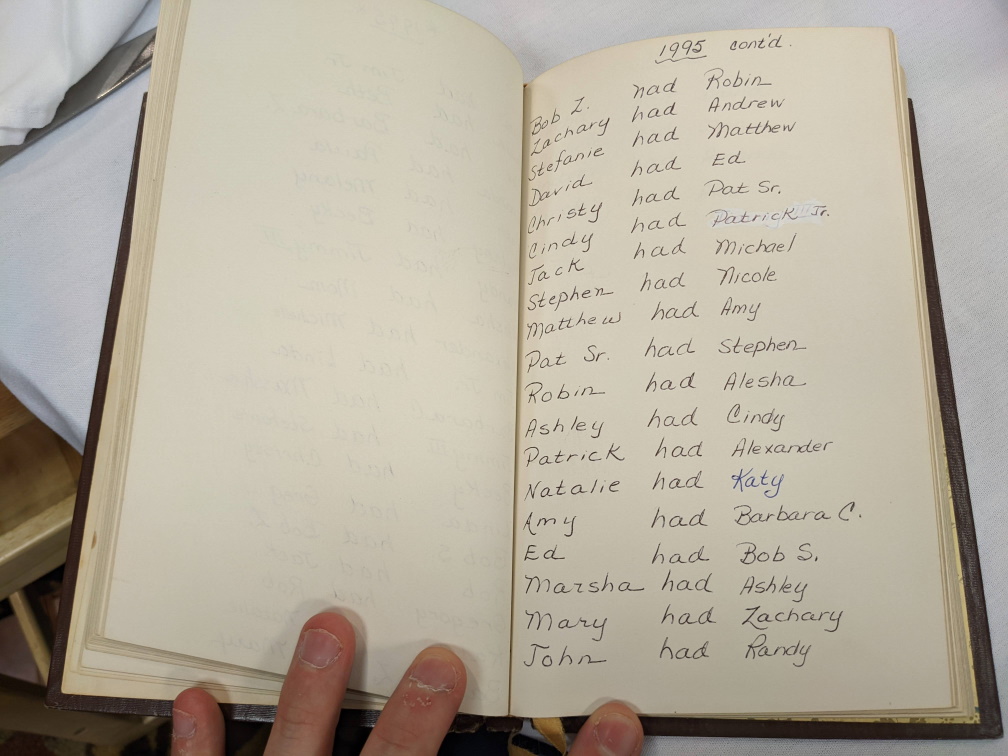 1995 cont'd.
Bob Z. had Robin
Zachary had Andrew
Stefanie had Matthew
David had Ed
Christy had Pat Sr.
Cindy had Patrick Jr.
Jack had Michael
Stephen had Nicole
Matthew had Amy
Pat Sr. had Stephen
Robin had Alesha
Ashley had Cindy
Patrick had Alexander
Natalie had Katy
Amy had Barbara C.
Ed had Bob S.
Marsha had Ashley
Mary had Zachary
John had Randy